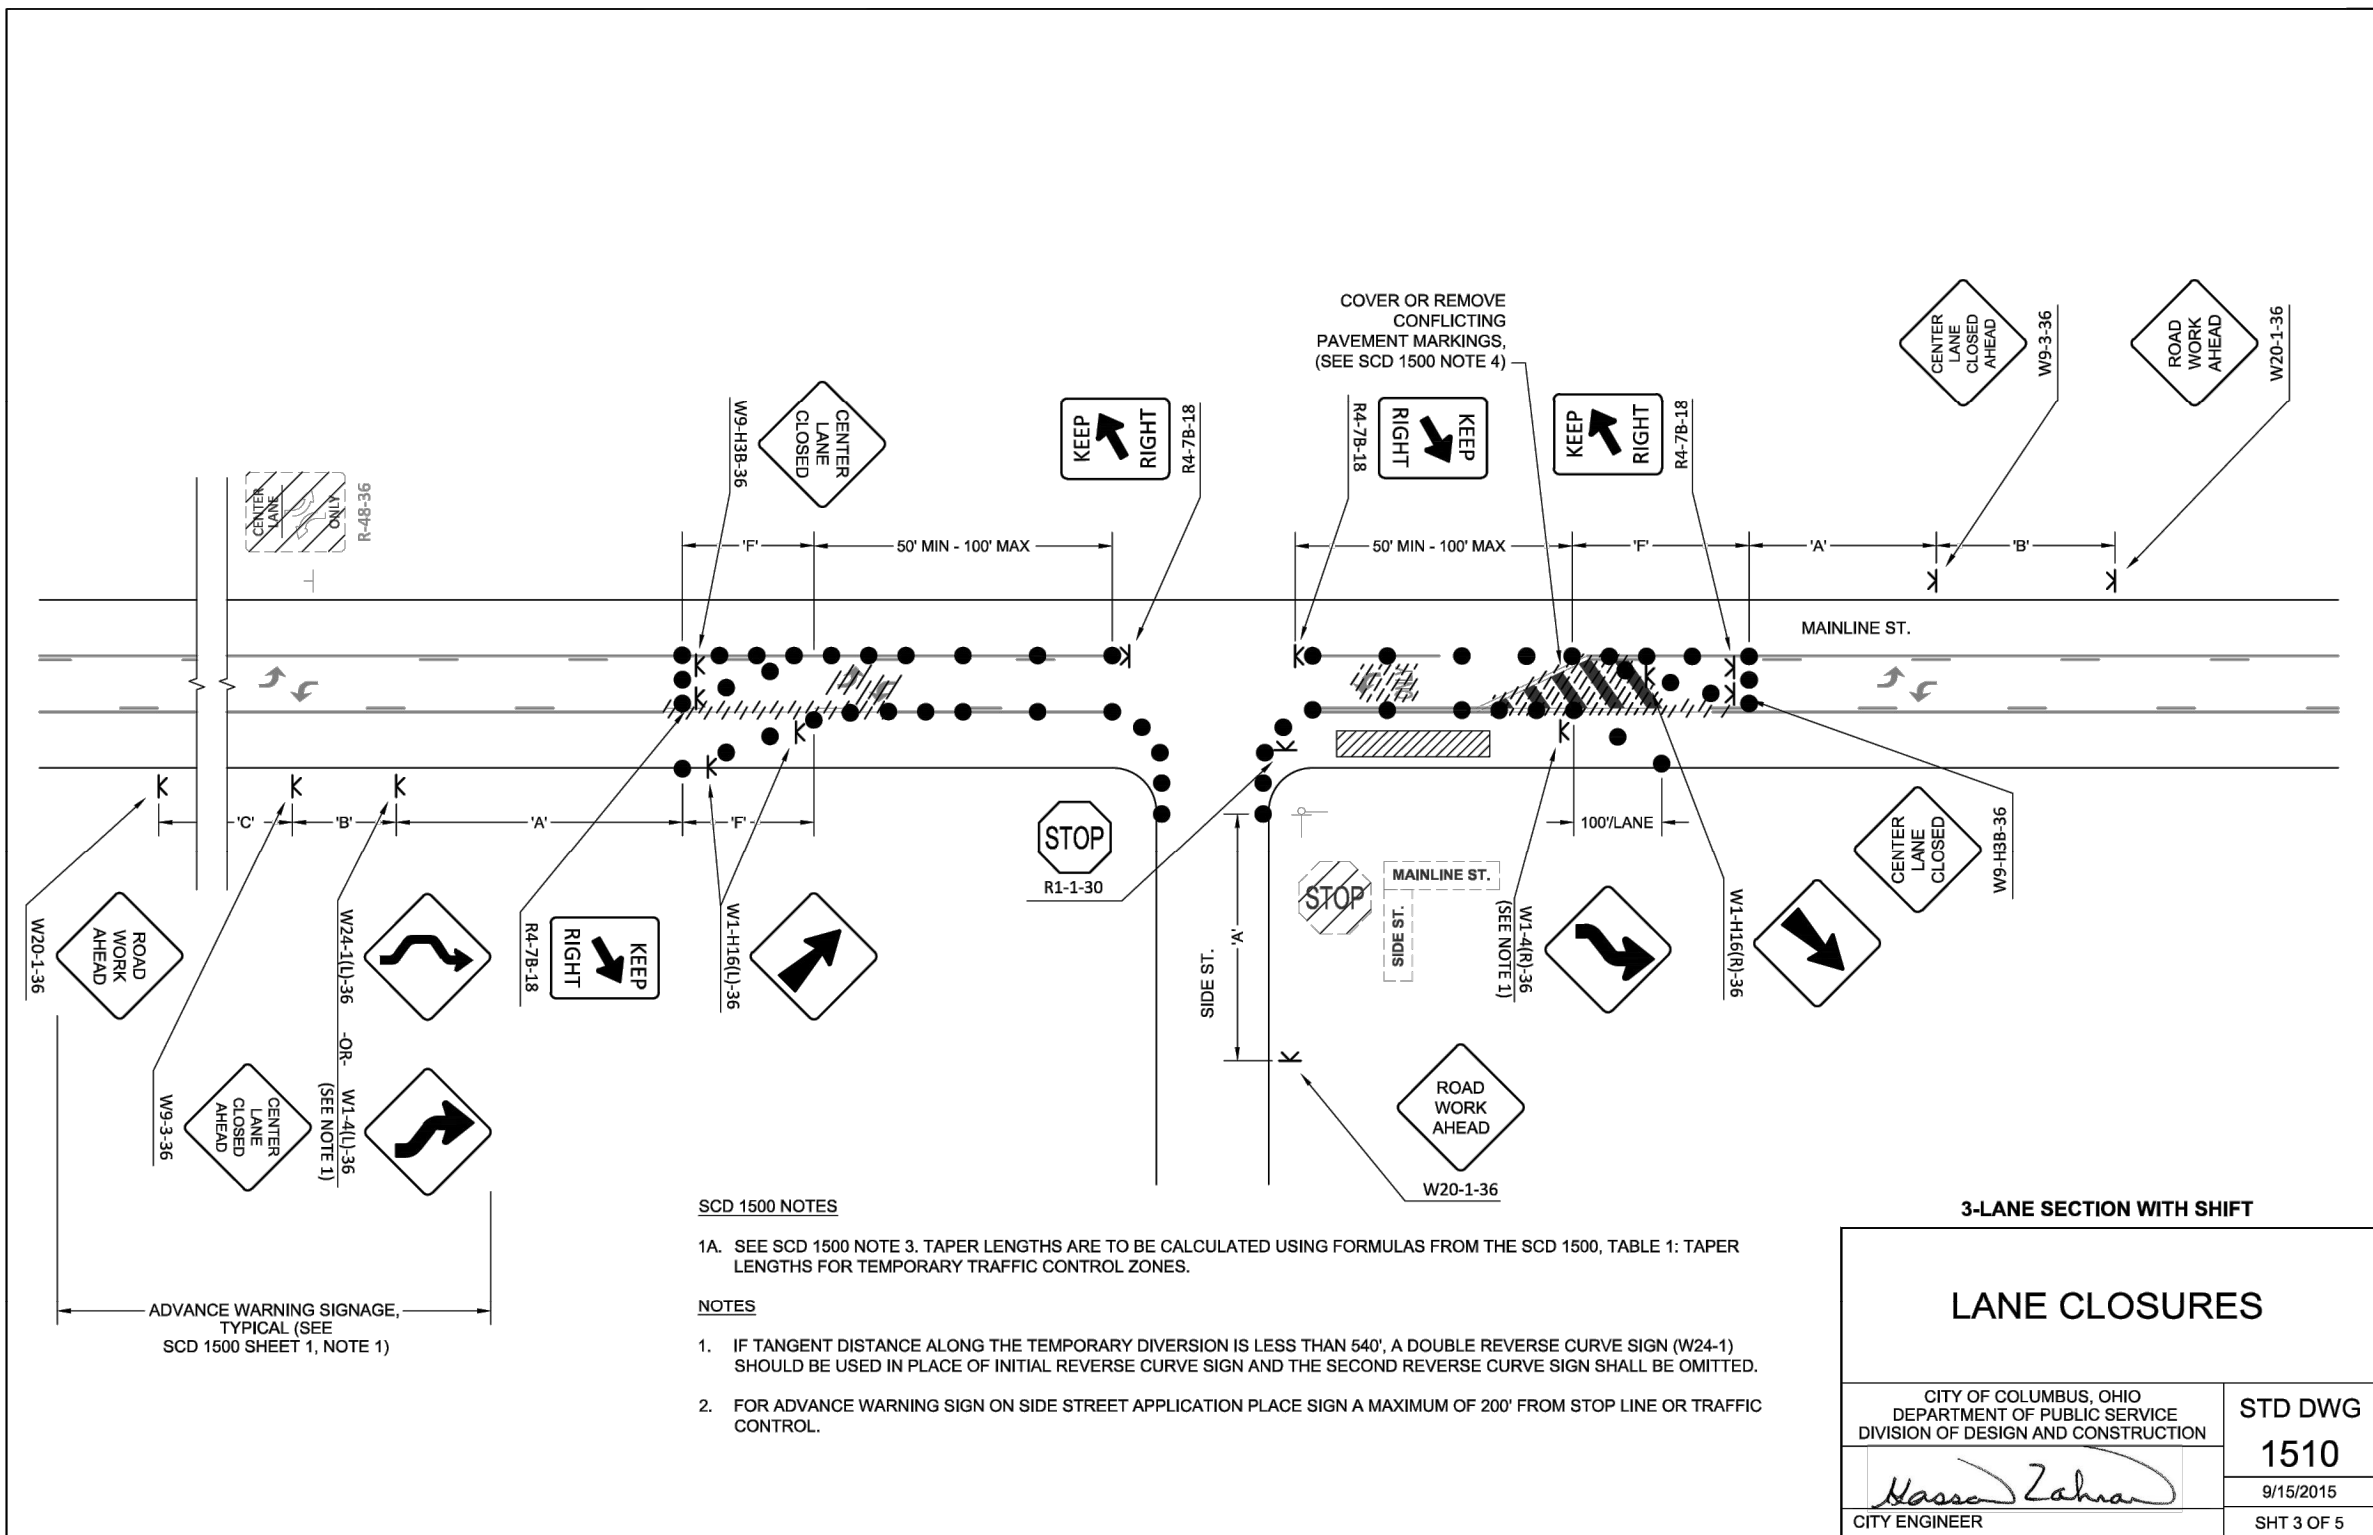 COVER OR REMOVE
CONFLICTING
PAVEMENT MARKINGS,
(SEE SCD 1500 NOTE 4)
CENTER
LANE
CLOSED
AHEAD
W9-3-36
ROAD
WORK
AHEAD
W20-1-36
W9-H3B-36
CENTER
LANE
CLOSED
KEEP
RIGHT
R4-7B-18
R4-7B-18
KEEP
RIGHT
KEEP
RIGHT
R4-7B-18
CENTER
LANE
ONLY
R-48-36
'F'
50' MIN - 100' MAX
50' MIN - 100' MAX
'F'
'A'
'B'
MAINLINE ST.
'C'
'B'
'A'
'F'
100'/LANE
STOP
R1-1-30
STOP
MAINLINE ST.
SIDE ST.
SIDE ST.
'A'
CENTER
LANE
CLOSED
W9-H3B-36
W20-1-36
ROAD
WORK
AHEAD
W24-1(L)-36
-OR-
W1-4(L)-36
(SEE NOTE 1)
R4-7B-18
KEEP
RIGHT
W1-H16(L)-36
W1-4(R)-36
(SEE NOTE 1)
W1-H16(R)-36
W9-3-36
CENTER
LANE
CLOSED
AHEAD
ROAD
WORK
AHEAD
W20-1-36
ADVANCE WARNING SIGNAGE,
TYPICAL (SEE
SCD 1500 SHEET 1, NOTE 1)
SCD 1500 NOTES
1A. SEE SCD 1500 NOTE 3. TAPER LENGTHS ARE TO BE CALCULATED USING FORMULAS FROM THE SCD 1500, TABLE 1: TAPER
LENGTHS FOR TEMPORARY TRAFFIC CONTROL ZONES.
NOTES
1. IF TANGENT DISTANCE ALONG THE TEMPORARY DIVERSION IS LESS THAN 540', A DOUBLE REVERSE CURVE SIGN (W24-1)
SHOULD BE USED IN PLACE OF INITIAL REVERSE CURVE SIGN AND THE SECOND REVERSE CURVE SIGN SHALL BE OMITTED.
2. FOR ADVANCE WARNING SIGN ON SIDE STREET APPLICATION PLACE SIGN A MAXIMUM OF 200' FROM STOP LINE OR TRAFFIC
CONTROL.
3-LANE SECTION WITH SHIFT
LANE CLOSURES
CITY OF COLUMBUS, OHIO
DEPARTMENT OF PUBLIC SERVICE
DIVISION OF DESIGN AND CONSTRUCTION
STD DWG
1510
Hassan Zahran
9/15/2015
CITY ENGINEER
SHT 3 OF 5